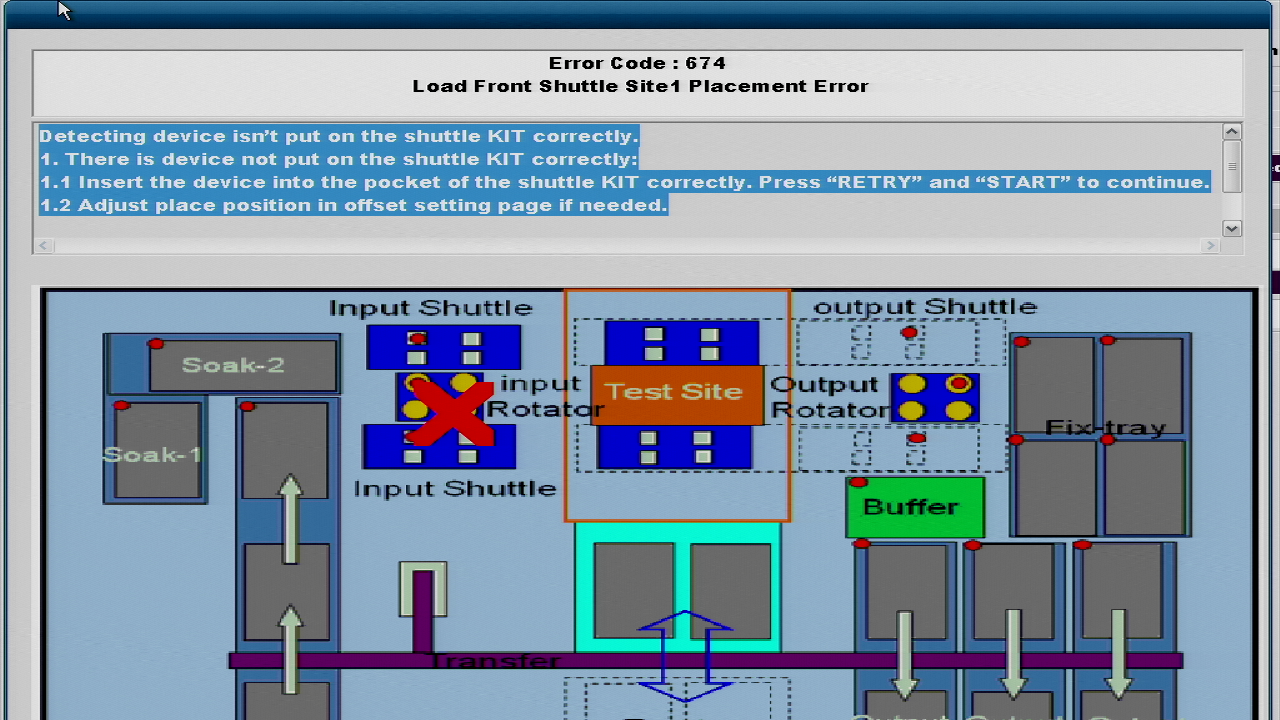 Error Code : 674
Load Front Shuttle Site1 Placement Error
Detecting device isn’t put on the shuttle KIT correctly.
1. There is device not put on the shuttle KIT correctly:
1.1 Insert the device into the pocket of the shuttle KIT correctly. Press “RETRY” and “START” to continue.
1.2 Adjust place position in offset setting page if needed.
Input Shuttle
output Shuttle
Soak-2
input
Rotator
Test Site
Output
Rotator
Fix-tray
Soak-1
Input Shuttle
Buffer
Transfer